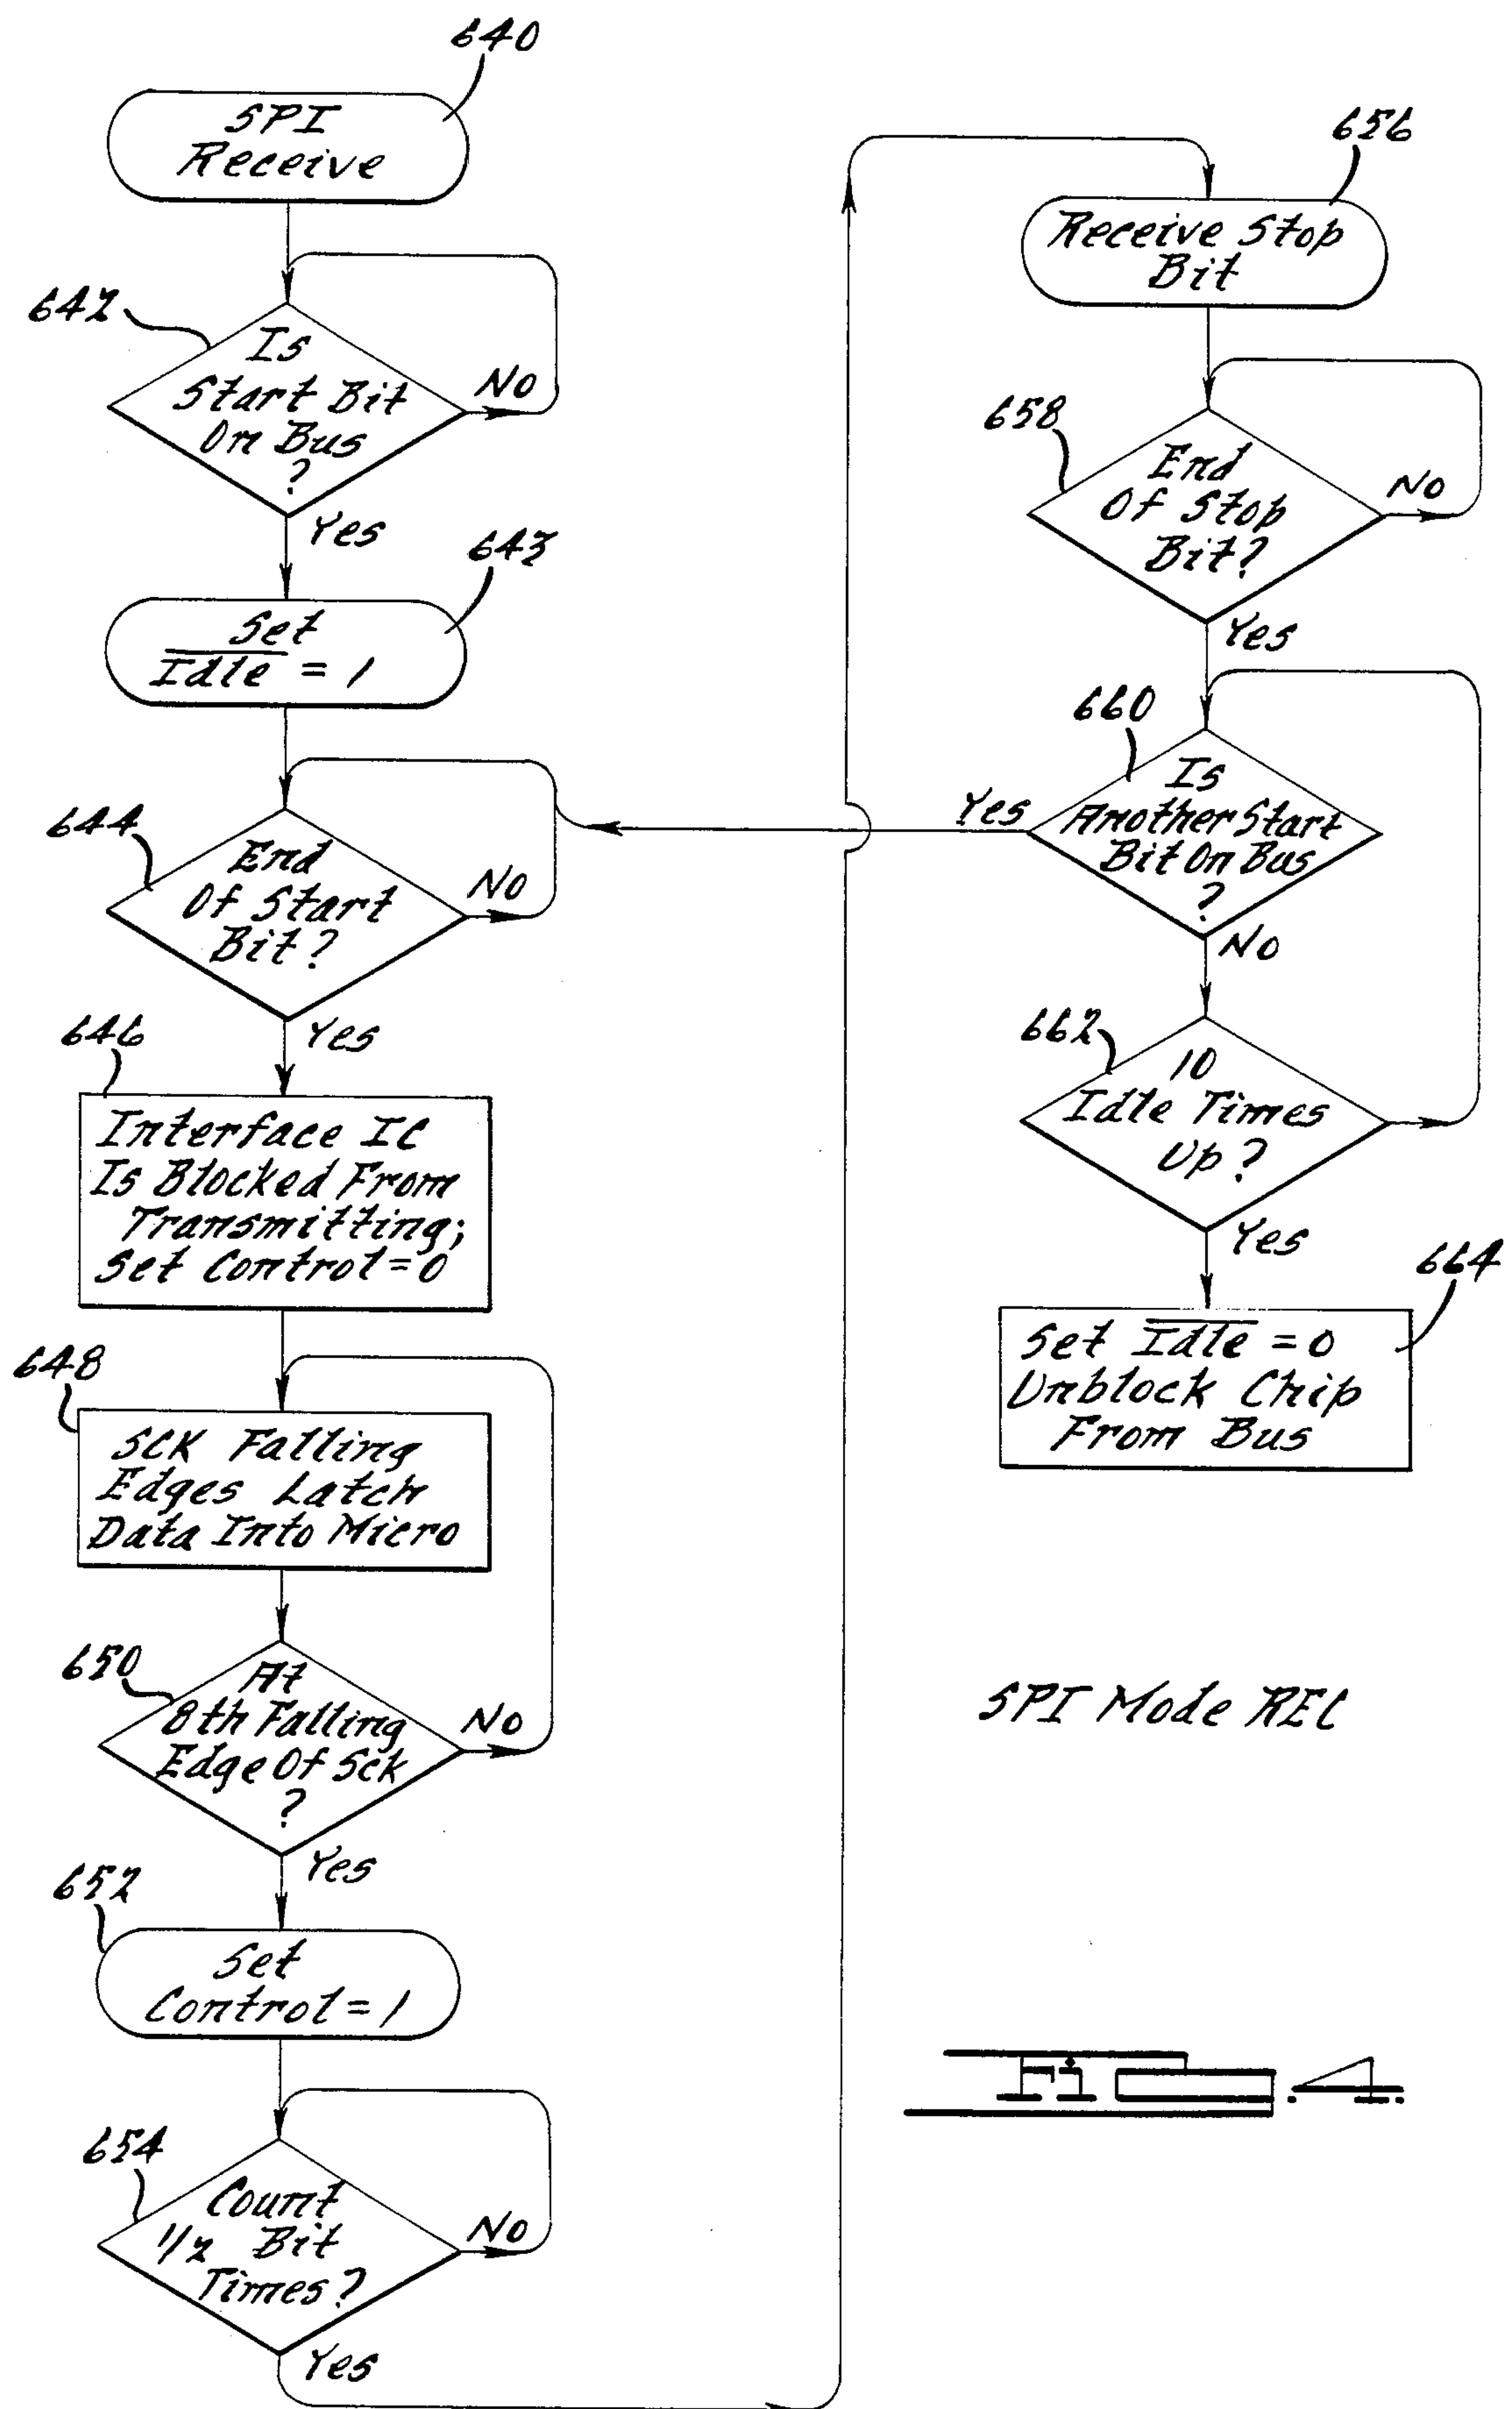 640
SPI
Receive
642
Is
Start Bit
On Bus
?
No
Yes
643
Set
I̅d̅l̅e̅ = 1
644
End
Of Start
Bit?
No
Yes
646
Interface IC
Is Blocked From
Transmitting;
Set Control = 0
648
SCK Falling
Edges Latch
Data Into Micro
650
At
8th Falling
Edge Of Sck
?
No
Yes
652
Set
Control = 1
654
Count
1/2 Bit
Times?
No
Yes
656
Receive Stop
Bit
658
End
Of Stop
Bit?
No
Yes
660
Is
Another Start
Bit On Bus
?
Yes
No
662
10
Idle Times
Up?
Yes
664
Set I̅d̅l̅e̅ = 0
Unblock Chip
From Bus
SPI Mode REC